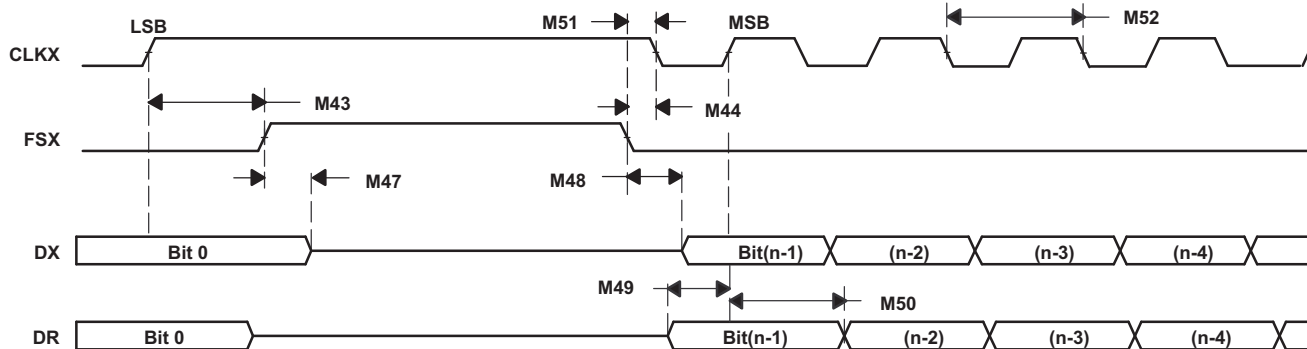 LSB
M51
MSB
M52
CLKX
M43
M44
FSX
M47
M48
DX
Bit 0
Bit(n-1)
(n-2)
(n-3)
(n-4)
M49
M50
DR
Bit 0
Bit(n-1)
(n-2)
(n-3)
(n-4)